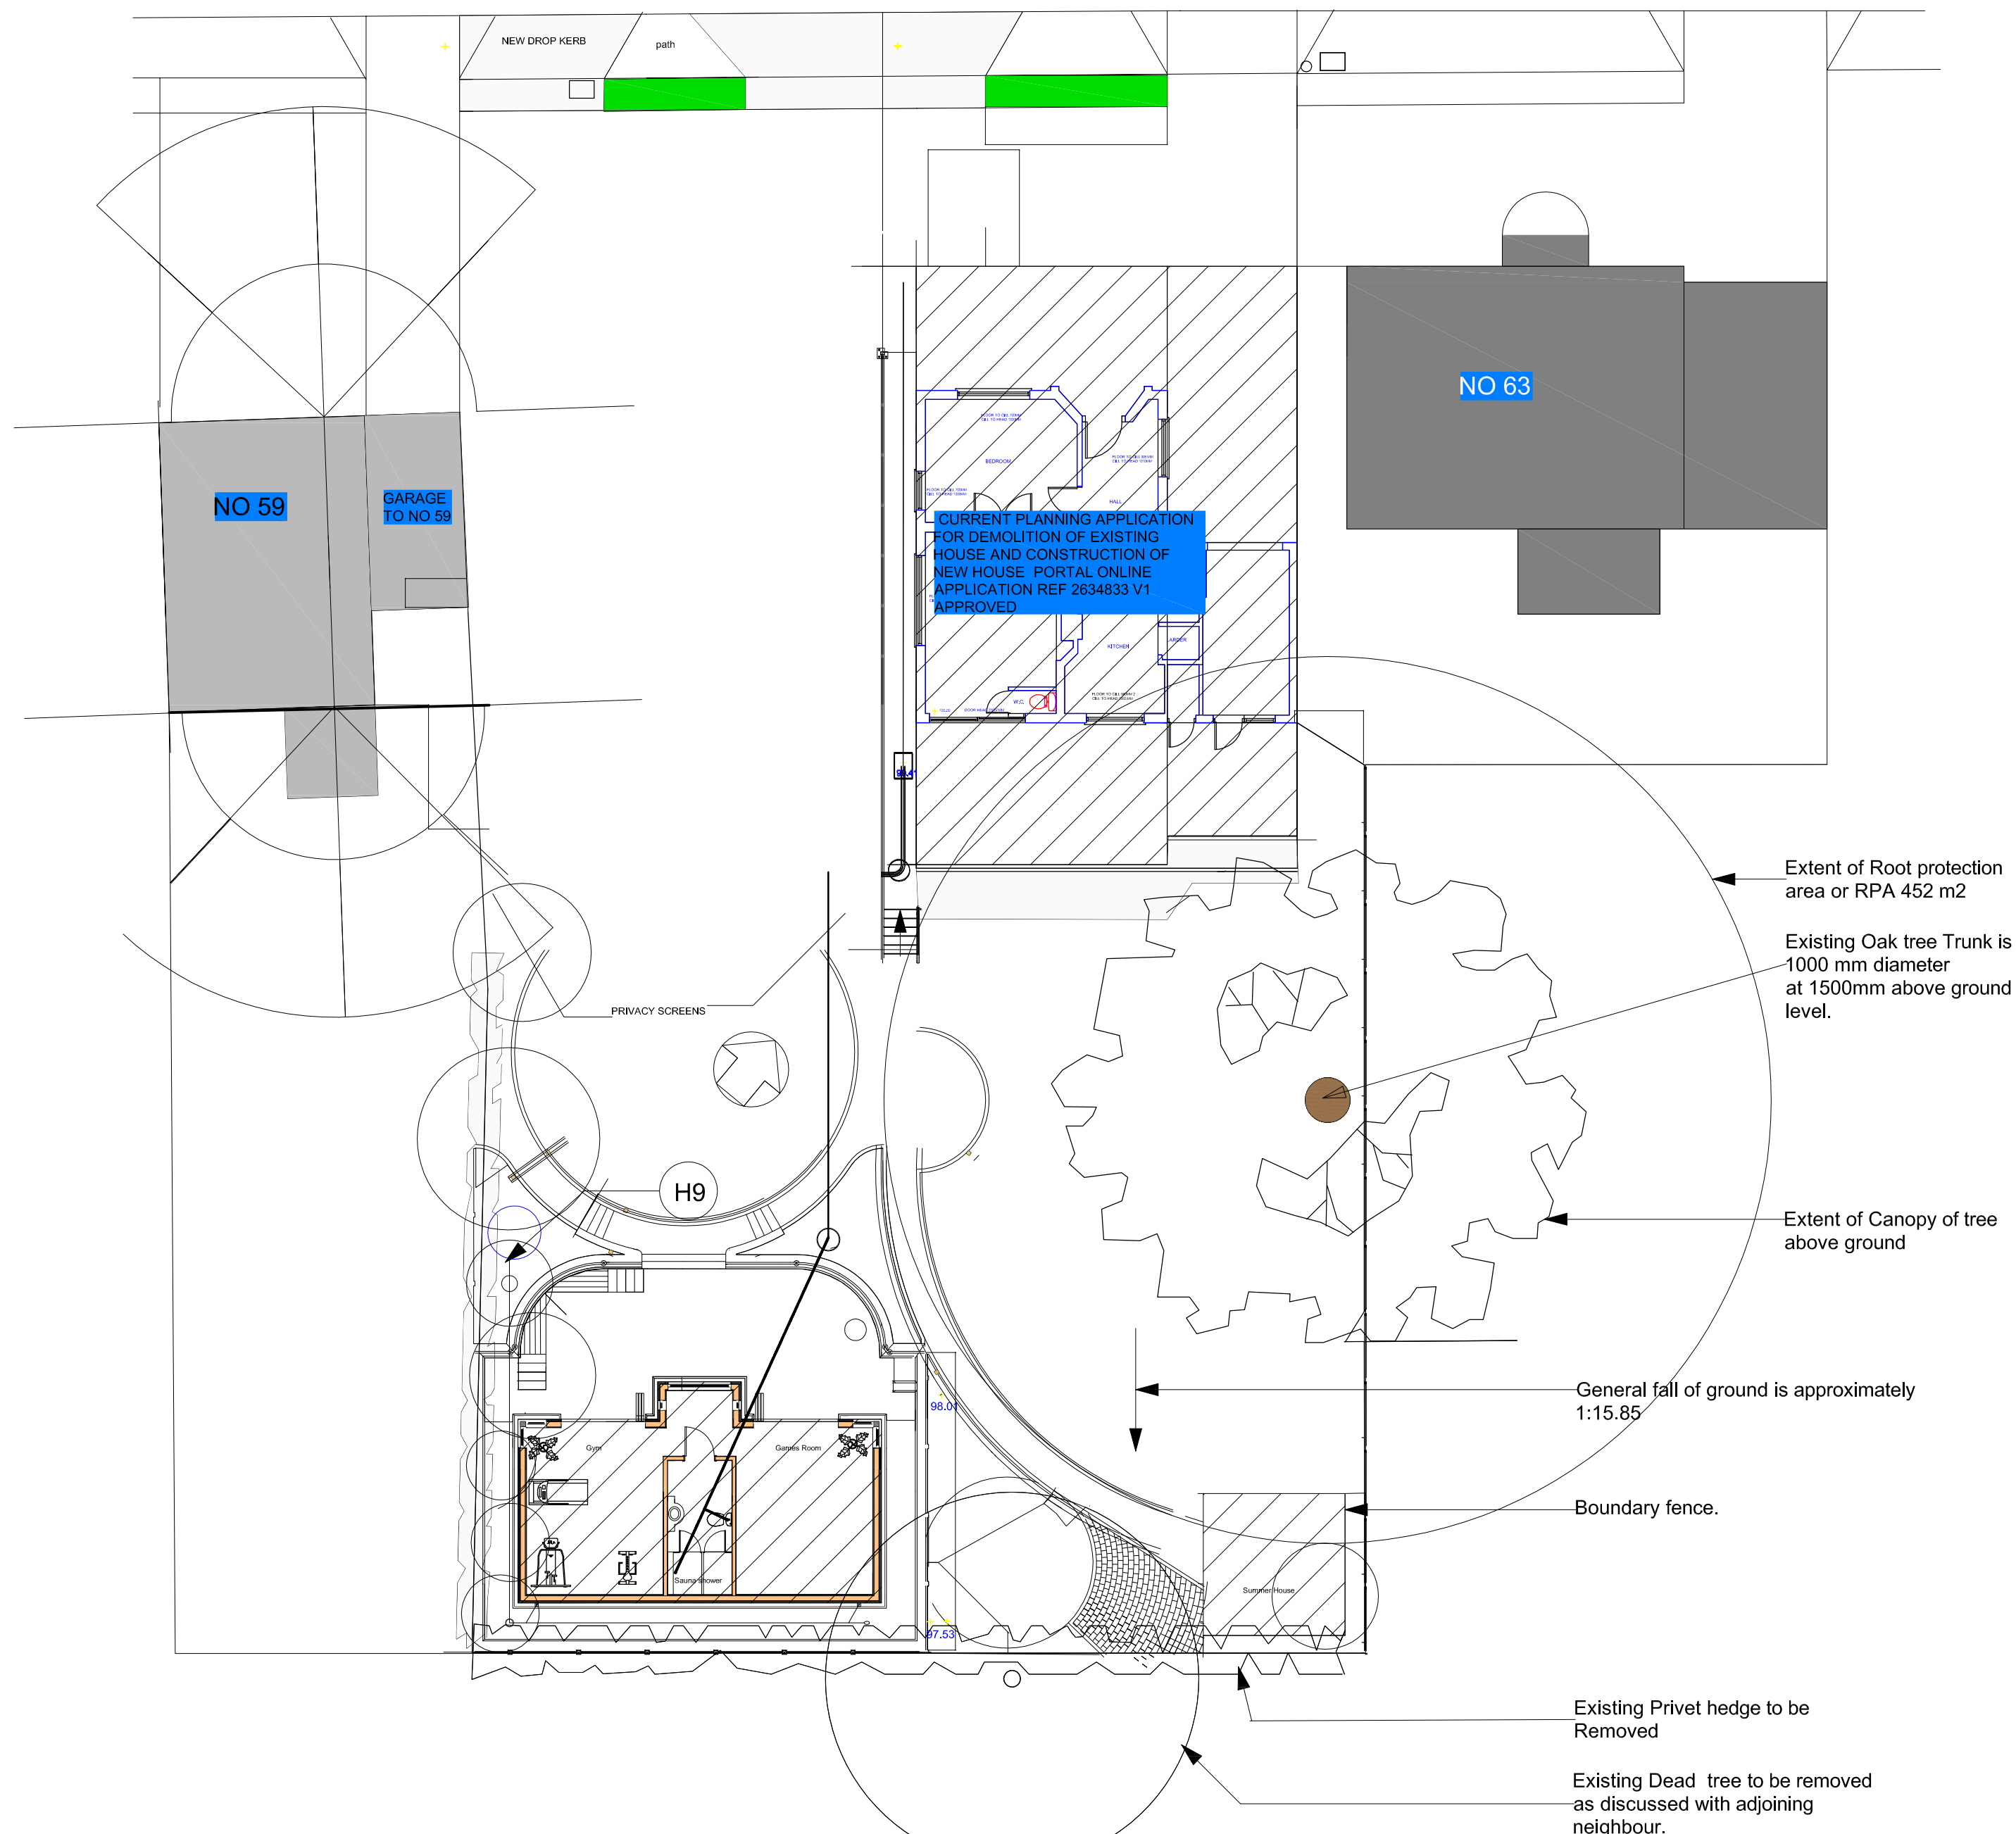 NEW DROP KERB
path
NO 63
NO 59
GARAGE
TO NO 59
BEDROOM
HALL
CURRENT PLANNING APPLICATION
FOR DEMOLITION OF EXISTING
HOUSE AND CONSTRUCTION OF
NEW HOUSE PORTAL ONLINE
APPLICATION REF 2634833 V1
APPROVED
KITCHEN
W.C.
Extent of Root protection
area or RPA 452 m2
Existing Oak tree Trunk is
1000 mm diameter
at 1500mm above ground
level.
PRIVACY SCREENS
H9
Extent of Canopy of tree
above ground
General fall of ground is approximately
1:15.85
98.01
Gym
Games Room
Boundary fence.
Sauna shower
Summer House
97.53
Existing Privet hedge to be
Removed
Existing Dead tree to be removed
as discussed with adjoining
neighbour.